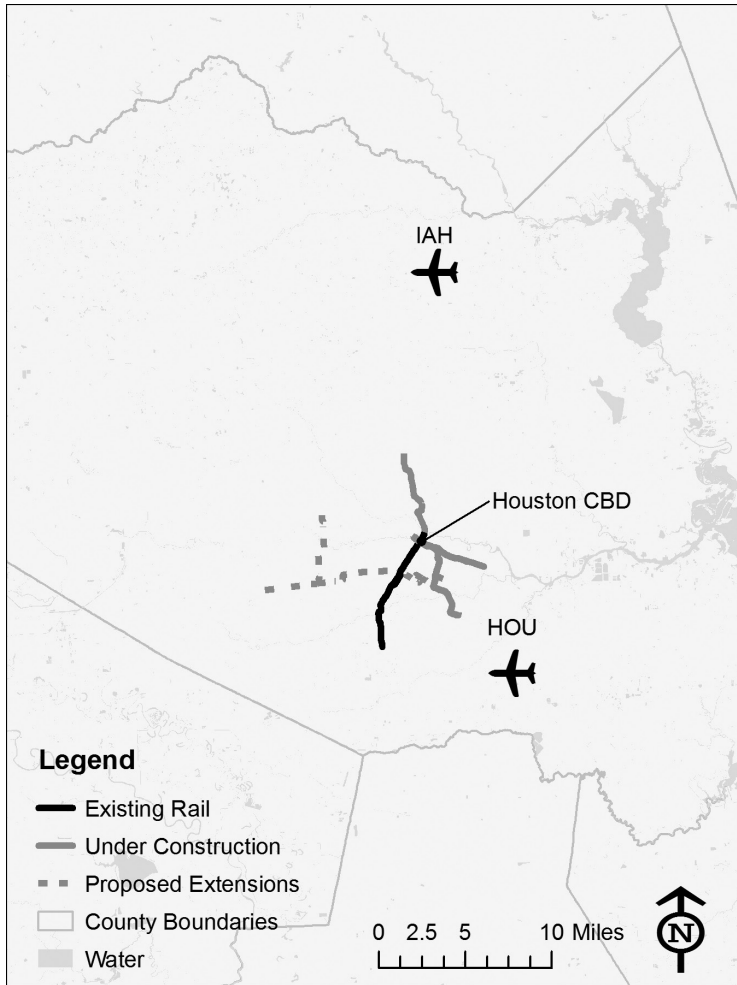 IAH
Houston CBD
HOU
Legend
Existing Rail
Under Construction
Proposed Extensions
County Boundaries
Water
0 2.5 5 10 Miles
N